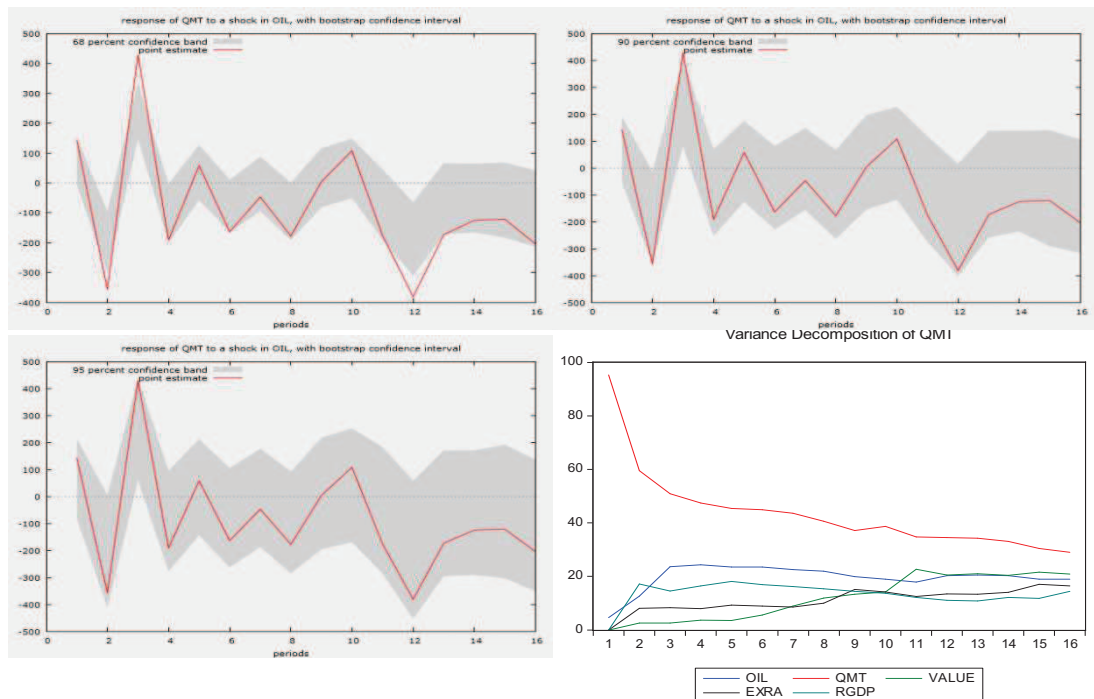 response of QMT to a shock in OIL, with bootstrap confidence interval
500
400
300
200
100
0
-100
-200
-300
-400
68 percent confidence band
point estimate
0 2 4 6 8 10 12 14 16
periods
response of QMT to a shock in OIL, with bootstrap confidence interval
500
400
300
200
100
0
-100
-200
-300
-400
-500
90 percent confidence band
point estimate
0 2 4 6 8 10 12 14 16
periods
response of QMT to a shock in OIL, with bootstrap confidence interval
500
400
300
200
100
0
-100
-200
-300
-400
-500
95 percent confidence band
point estimate
0 2 4 6 8 10 12 14 16
periods
Variance Decomposition of QMT
100
80
60
40
20
0
1 2 3 4 5 6 7 8 9 10 11 12 13 14 15 16
OIL QMT VALUE
EXRA RGDP